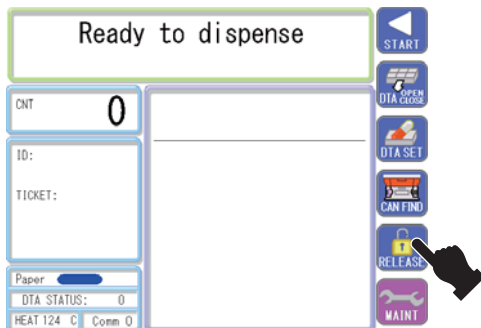 Ready to dispense
START
DTA OPEN
CLOSE
CNT 0
DTA SET
ID:
TICKET:
CAN FIND
RELEASE
Paper
DTA STATUS: 0
HEAT 124 C Comm 0
MAINT